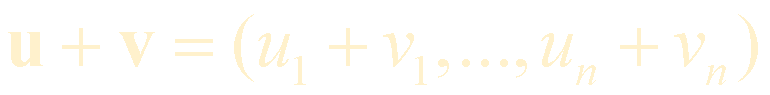 u + v = (u₁ + v₁,...,uₙ + vₙ)